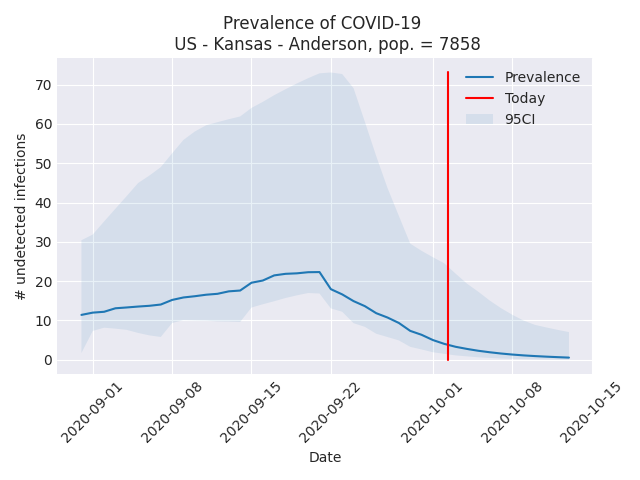 Prevalence of COVID-19
US - Kansas - Anderson, pop. = 7858
# undetected infections
70
60
50
40
30
20
10
0
Prevalence
Today
95CI
2020-09-01
2020-09-08
2020-09-15
2020-09-22
2020-10-01
2020-10-08
2020-10-15
Date